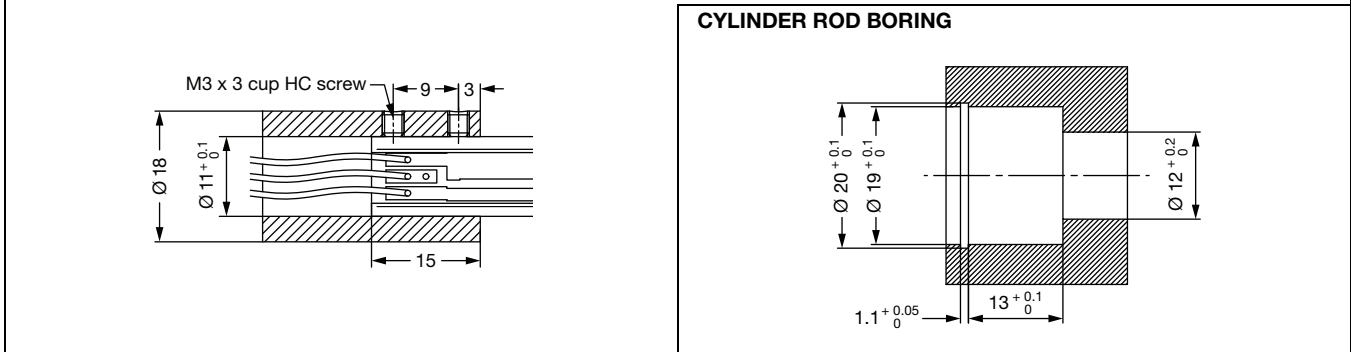 M3 x 3 cup HC screw
9
3
Ø 18
Ø 11 + 0.1 0
15
CYLINDER ROD BORING
Ø 20 + 0.1 0
Ø 19 + 0.1 0
Ø 12 + 0.2 0
1.1 + 0.05 0
13 + 0.1 0